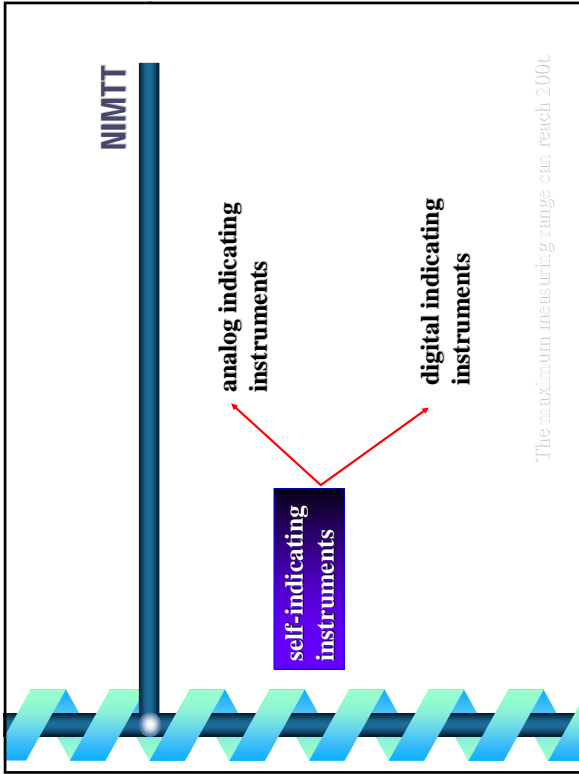 NIMTT
self-indicating
instruments
analog indicating
instruments
digital indicating
instruments
The maximum measuring range can reach 200t.